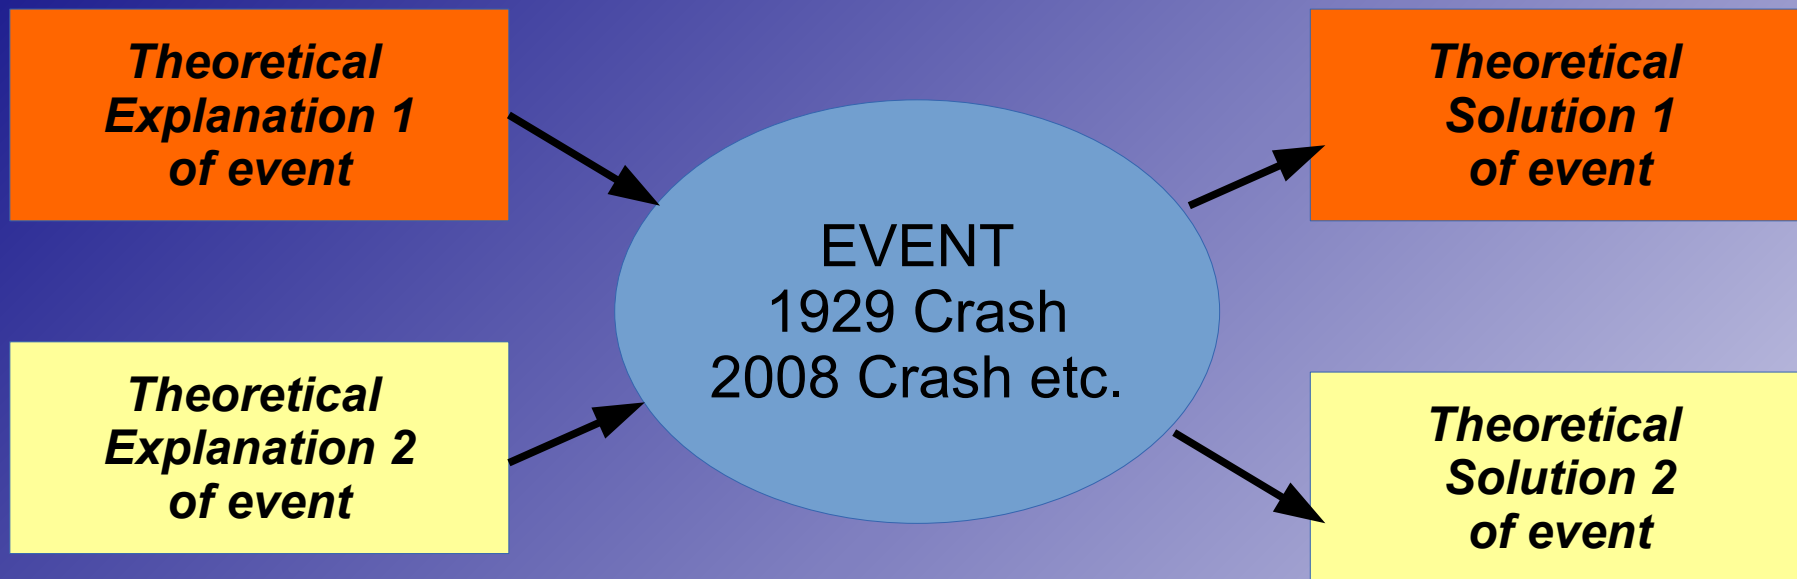 Theoretical
Explanation 1
of event
Theoretical
Explanation 2
of event
EVENT
1929 Crash
2008 Crash etc.
Theoretical
Solution 1
of event
Theoretical
Solution 2
of event